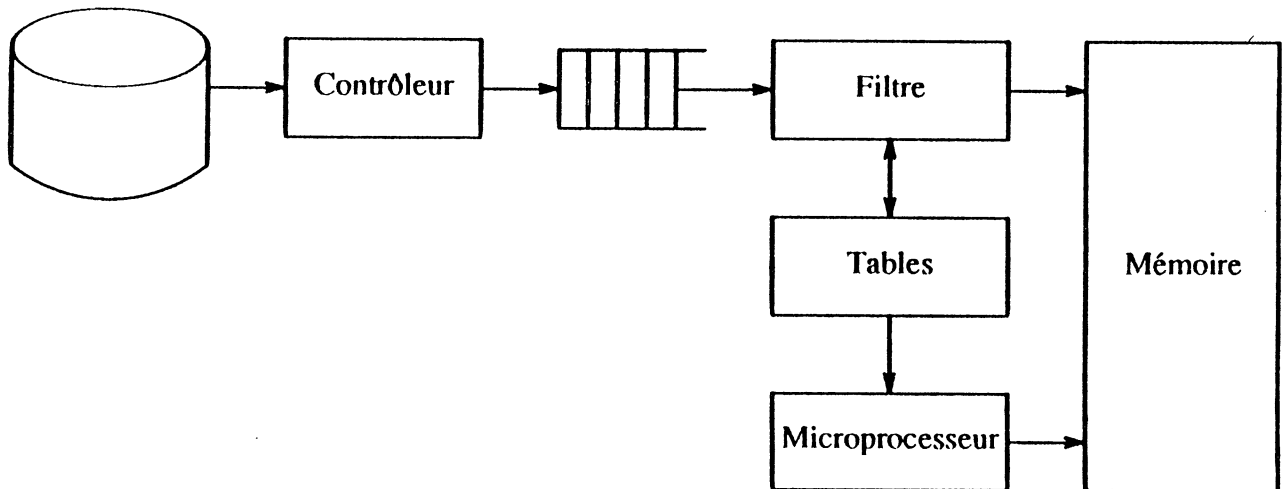 Contrôleur
Filtre
Tables
Mémoire
Microprocesseur